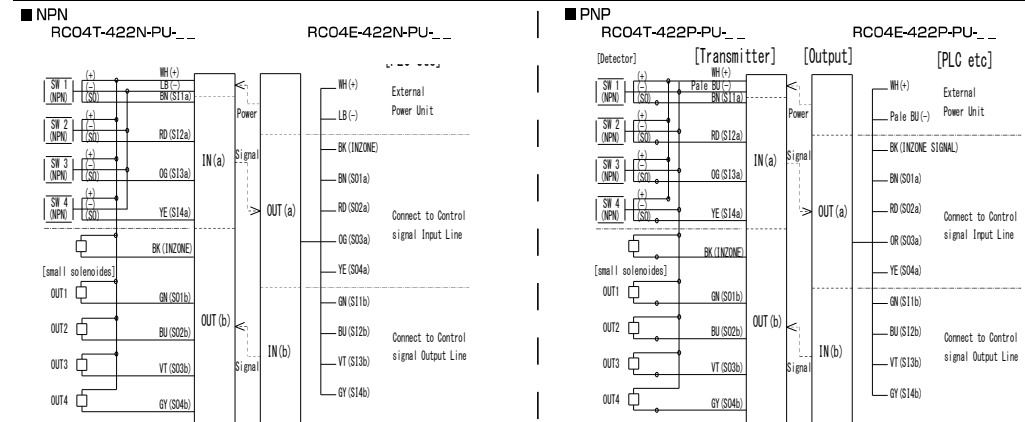 ■ NPN
RC04T-422N-PU-_ _
RC04E-422N-PU-_ _
SW 1
(NPN)
(+)
(-)
(SO)
WH(+)
LB(-)
BN(SI1a)
SW 2
(NPN)
(+)
(-)
(SO)
RD(SI2a)
SW 3
(NPN)
(+)
(-)
(SO)
OG(SI3a)
SW 4
(NPN)
(+)
(-)
(SO)
YE(SI4a)
IN(a)
BK(INZONE)
[small solenoides]
OUT1
GN(SO1b)
OUT2
BU(SO2b)
OUT3
VT(SO3b)
OUT4
GY(SO4b)
OUT(b)
Power
Signal
Signal
OUT(a)
IN(b)
WH(+)
LB(-)
External
Power Unit
BK(INZONE)
BN(SO1a)
RD(SO2a)
OG(SO3a)
YE(SO4a)
Connect to Control
signal Input Line
GN(SI1b)
BU(SI2b)
VT(SI3b)
GY(SI4b)
Connect to Control
signal Output Line
■ PNP
RC04T-422P-PU-_ _
RC04E-422P-PU-_ _
[Detector]
[Transmitter]
[Output]
[PLC etc]
SW 1
(NPN)
(+)
(-)
(SO)
WH(+)
Pale BU(-)
BN(SI1a)
SW 2
(NPN)
(+)
(-)
(SO)
RD(SI2a)
SW 3
(NPN)
(+)
(-)
(SO)
OG(SI3a)
SW 4
(NPN)
(+)
(-)
(SO)
YE(SI4a)
IN(a)
BK(INZONE)
[small solenoides]
OUT1
GN(SO1b)
OUT2
BU(SO2b)
OUT3
VT(SO3b)
OUT4
GY(SO4b)
OUT(b)
Power
Signal
Signal
OUT(a)
IN(b)
WH(+)
Pale BU(-)
External
Power Unit
BK(INZONE SIGNAL)
BN(SO1a)
RD(SO2a)
OR(SO3a)
YE(SO4a)
Connect to Control
signal Input Line
GN(SI1b)
BU(SI2b)
VT(SI3b)
GY(SI4b)
Connect to Control
signal Output Line